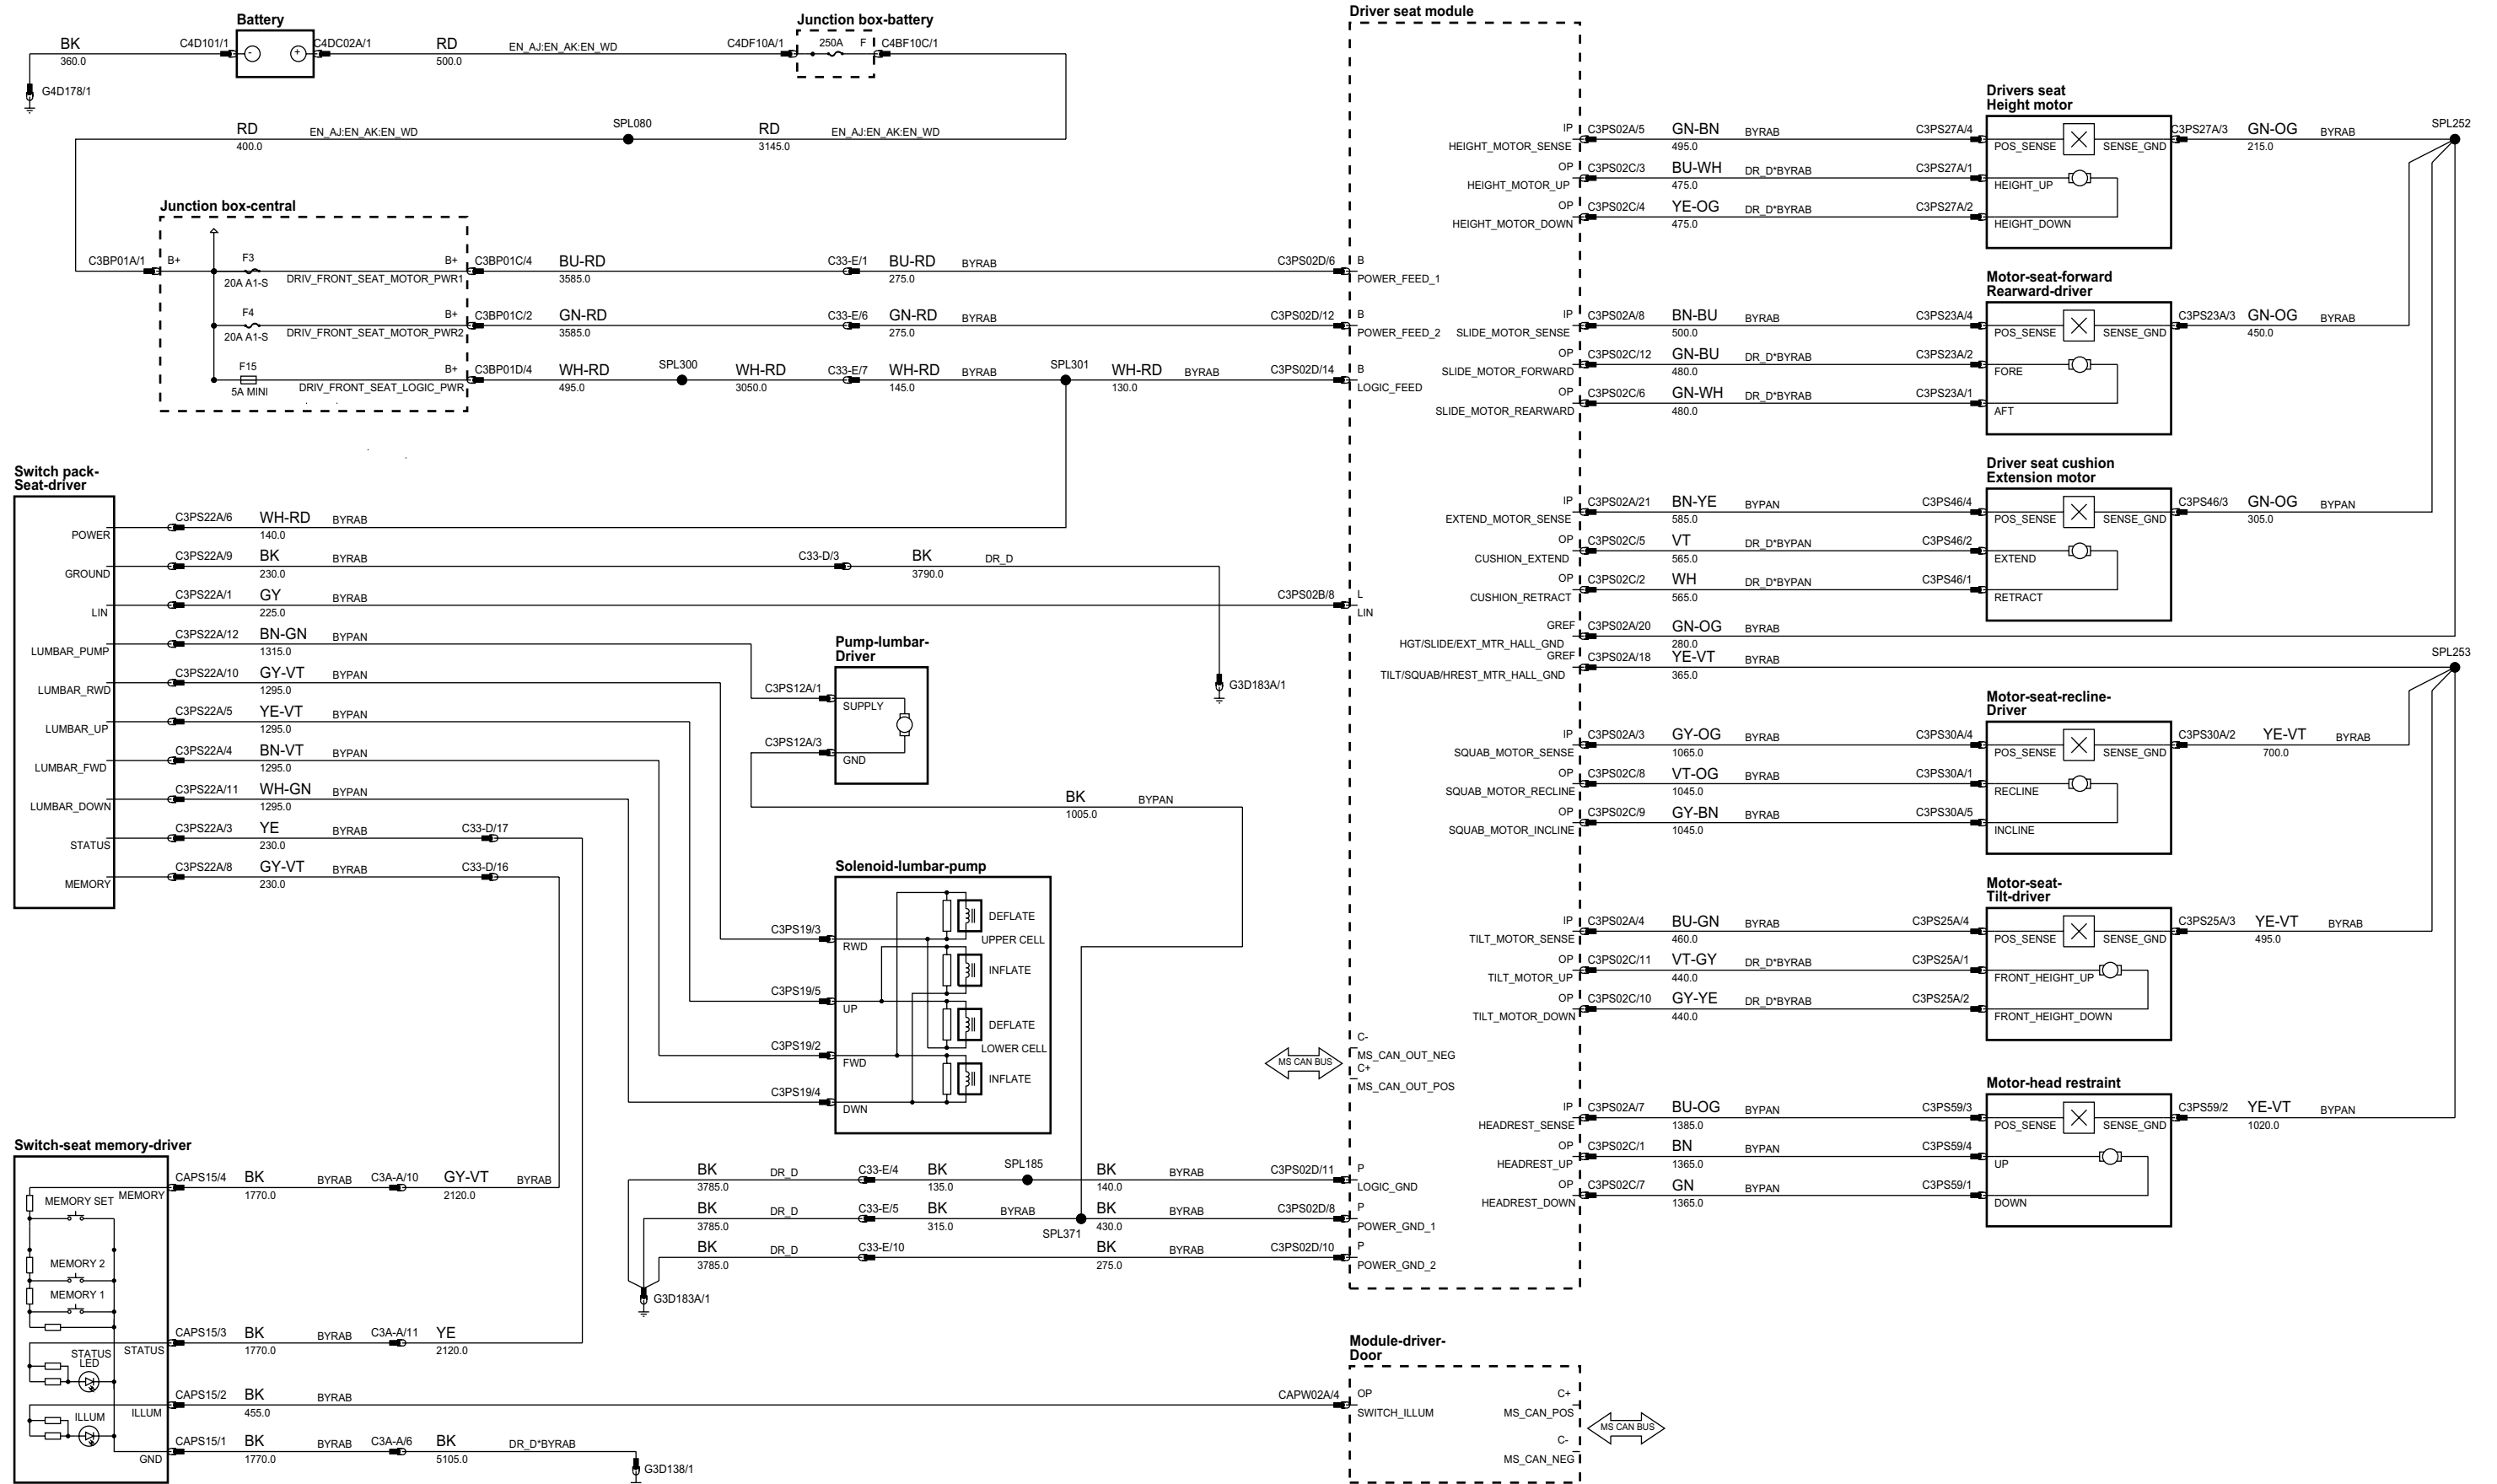 Battery
Junction box-battery
BK
360.0
C4D101/1
-
+
C4DC02A/1
RD
500.0
EN_AJ:EN_AK:EN_WD
C4DF10A/1
250A
F
C4BF10C/1
G4D178/1
RD
400.0
EN_AJ:EN_AK:EN_WD
SPL080
RD
3145.0
EN_AJ:EN_AK:EN_WD
Junction box-central
C3BP01A/1
B+
F3
20A A1-S
B+
DRIV_FRONT_SEAT_MOTOR_PWR1
C3BP01C/4
BU-RD
3585.0
C33-E/1
BU-RD
275.0
BYRAB
C3PS02D/6
F4
20A A1-S
B+
DRIV_FRONT_SEAT_MOTOR_PWR2
C3BP01C/2
GN-RD
3585.0
C33-E/6
GN-RD
275.0
BYRAB
C3PS02D/12
F15
5A MINI
B+
DRIV_FRONT_SEAT_LOGIC_PWR
C3BP01D/4
WH-RD
495.0
SPL300
WH-RD
3050.0
C33-E/7
WH-RD
145.0
BYRAB
SPL301
WH-RD
130.0
BYRAB
C3PS02D/14
Switch pack-
Seat-driver
POWER
C3PS22A/6
WH-RD
140.0
BYRAB
GROUND
C3PS22A/9
BK
230.0
BYRAB
C33-D/3
BK
3790.0
DR_D
G3D183A/1
LIN
C3PS22A/1
GY
225.0
BYRAB
C3PS02B/8
LUMBAR_PUMP
C3PS22A/12
BN-GN
1315.0
BYPAN
LUMBAR_RWD
C3PS22A/10
GY-VT
1295.0
BYPAN
LUMBAR_UP
C3PS22A/5
YE-VT
1295.0
BYPAN
LUMBAR_FWD
C3PS22A/4
BN-VT
1295.0
BYPAN
LUMBAR_DOWN
C3PS22A/11
WH-GN
1295.0
BYPAN
STATUS
C3PS22A/3
YE
230.0
BYRAB
C33-D/17
MEMORY
C3PS22A/8
GY-VT
230.0
BYRAB
C33-D/16
Pump-lumbar-
Driver
C3PS12A/1
SUPPLY
C3PS12A/3
GND
BK
1005.0
BYPAN
Solenoid-lumbar-pump
C3PS19/3
RWD
C3PS19/5
UP
C3PS19/2
FWD
C3PS19/4
DWN
DEFLATE
UPPER CELL
INFLATE
DEFLATE
LOWER CELL
INFLATE
Switch-seat memory-driver
MEMORY
MEMORY SET
MEMORY 2
MEMORY 1
CAPS15/4
BK
1770.0
BYRAB
C3A-A/10
GY-VT
2120.0
BYRAB
STATUS
STATUS
LED
CAPS15/3
BK
1770.0
BYRAB
C3A-A/11
YE
2120.0
ILLUM
ILLUM
CAPS15/2
BK
455.0
BYRAB
CAPW02A/4
GND
CAPS15/1
BK
1770.0
BYRAB
C3A-A/6
BK
5105.0
DR_D*BYRAB
G3D138/1
BK
3785.0
DR_D
C33-E/4
BK
135.0
SPL185
BK
140.0
BYRAB
C3PS02D/11
BK
3785.0
DR_D
C33-E/5
BK
315.0
BYRAB
SPL371
BK
430.0
BYRAB
C3PS02D/8
BK
3785.0
DR_D
C33-E/10
BK
275.0
BYRAB
C3PS02D/10
G3D183A/1
Driver seat module
B
POWER_FEED_1
B
POWER_FEED_2
B
LOGIC_FEED
L
LIN
MS CAN BUS
C-
MS_CAN_OUT_NEG
C+
MS_CAN_OUT_POS
P
LOGIC_GND
P
POWER_GND_1
P
POWER_GND_2
IP
HEIGHT_MOTOR_SENSE
C3PS02A/5
GN-BN
495.0
BYRAB
C3PS27A/4
OP
HEIGHT_MOTOR_UP
C3PS02C/3
BU-WH
475.0
DR_D*BYRAB
C3PS27A/1
OP
HEIGHT_MOTOR_DOWN
C3PS02C/4
YE-OG
475.0
DR_D*BYRAB
C3PS27A/2
Drivers seat
Height motor
POS_SENSE
SENSE_GND
HEIGHT_UP
HEIGHT_DOWN
C3PS27A/3
GN-OG
215.0
BYRAB
SPL252
IP
SLIDE_MOTOR_SENSE
C3PS02A/8
BN-BU
500.0
BYRAB
C3PS23A/4
OP
SLIDE_MOTOR_FORWARD
C3PS02C/12
GN-BU
480.0
DR_D*BYRAB
C3PS23A/2
OP
SLIDE_MOTOR_REARWARD
C3PS02C/6
GN-WH
480.0
DR_D*BYRAB
C3PS23A/1
Motor-seat-forward
Rearward-driver
POS_SENSE
SENSE_GND
FORE
AFT
C3PS23A/3
GN-OG
450.0
BYRAB
IP
EXTEND_MOTOR_SENSE
C3PS02A/21
BN-YE
585.0
BYPAN
C3PS46/4
OP
CUSHION_EXTEND
C3PS02C/5
VT
565.0
DR_D*BYPAN
C3PS46/2
OP
CUSHION_RETRACT
C3PS02C/2
WH
565.0
DR_D*BYPAN
C3PS46/1
Driver seat cushion
Extension motor
POS_SENSE
SENSE_GND
EXTEND
RETRACT
C3PS46/3
GN-OG
305.0
BYPAN
GREF
HGT/SLIDE/EXT_MTR_HALL_GND
C3PS02A/20
GN-OG
280.0
BYRAB
GREF
TILT/SQUAB/HREST_MTR_HALL_GND
C3PS02A/18
YE-VT
365.0
BYRAB
SPL253
IP
SQUAB_MOTOR_SENSE
C3PS02A/3
GY-OG
1065.0
BYRAB
C3PS30A/4
OP
SQUAB_MOTOR_RECLINE
C3PS02C/8
VT-OG
1045.0
BYRAB
C3PS30A/1
OP
SQUAB_MOTOR_INCLINE
C3PS02C/9
GY-BN
1045.0
BYRAB
C3PS30A/5
Motor-seat-recline-
Driver
POS_SENSE
SENSE_GND
RECLINE
INCLINE
C3PS30A/2
YE-VT
700.0
BYRAB
IP
TILT_MOTOR_SENSE
C3PS02A/4
BU-GN
460.0
BYRAB
C3PS25A/4
OP
TILT_MOTOR_UP
C3PS02C/11
VT-GY
440.0
DR_D*BYRAB
C3PS25A/1
OP
TILT_MOTOR_DOWN
C3PS02C/10
GY-YE
440.0
DR_D*BYRAB
C3PS25A/2
Motor-seat-
Tilt-driver
POS_SENSE
SENSE_GND
FRONT_HEIGHT_UP
FRONT_HEIGHT_DOWN
C3PS25A/3
YE-VT
495.0
BYRAB
IP
HEADREST_SENSE
C3PS02A/7
BU-OG
1385.0
BYPAN
C3PS59/3
OP
HEADREST_UP
C3PS02C/1
BN
1365.0
BYPAN
C3PS59/4
OP
HEADREST_DOWN
C3PS02C/7
GN
1365.0
BYPAN
C3PS59/1
Motor-head restraint
POS_SENSE
SENSE_GND
UP
DOWN
C3PS59/2
YE-VT
1020.0
BYPAN
Module-driver-
Door
OP
SWITCH_ILLUM
C+
MS_CAN_POS
C-
MS_CAN_NEG
MS CAN BUS